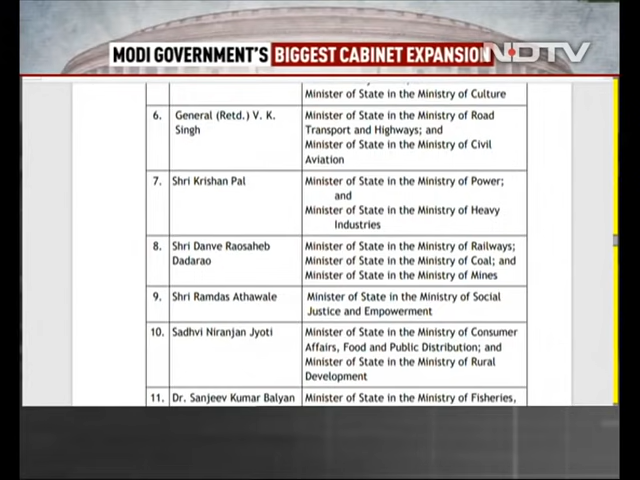 MODI GOVERNMENT'S BIGGEST CABINET EXPANSION
NDTV
Minister of State in the Ministry of Culture
6. General (Retd.) V. K. Singh
Minister of State in the Ministry of Road
Transport and Highways; and
Minister of State in the Ministry of Civil
Aviation
7. Shri Krishan Pal
Minister of State in the Ministry of Power;
and
Minister of State in the Ministry of Heavy
Industries
8. Shri Danve Raosaheb
Dadarao
Minister of State in the Ministry of Railways;
Minister of State in the Ministry of Coal; and
Minister of State in the Ministry of Mines
9. Shri Ramdas Athawale
Minister of State in the Ministry of Social
Justice and Empowerment
10. Sadhvi Niranjan Jyoti
Minister of State in the Ministry of Consumer
Affairs, Food and Public Distribution; and
Minister of State in the Ministry of Rural
Development
11. Dr. Sanjeev Kumar Balyan
Minister of State in the Ministry of Fisheries,